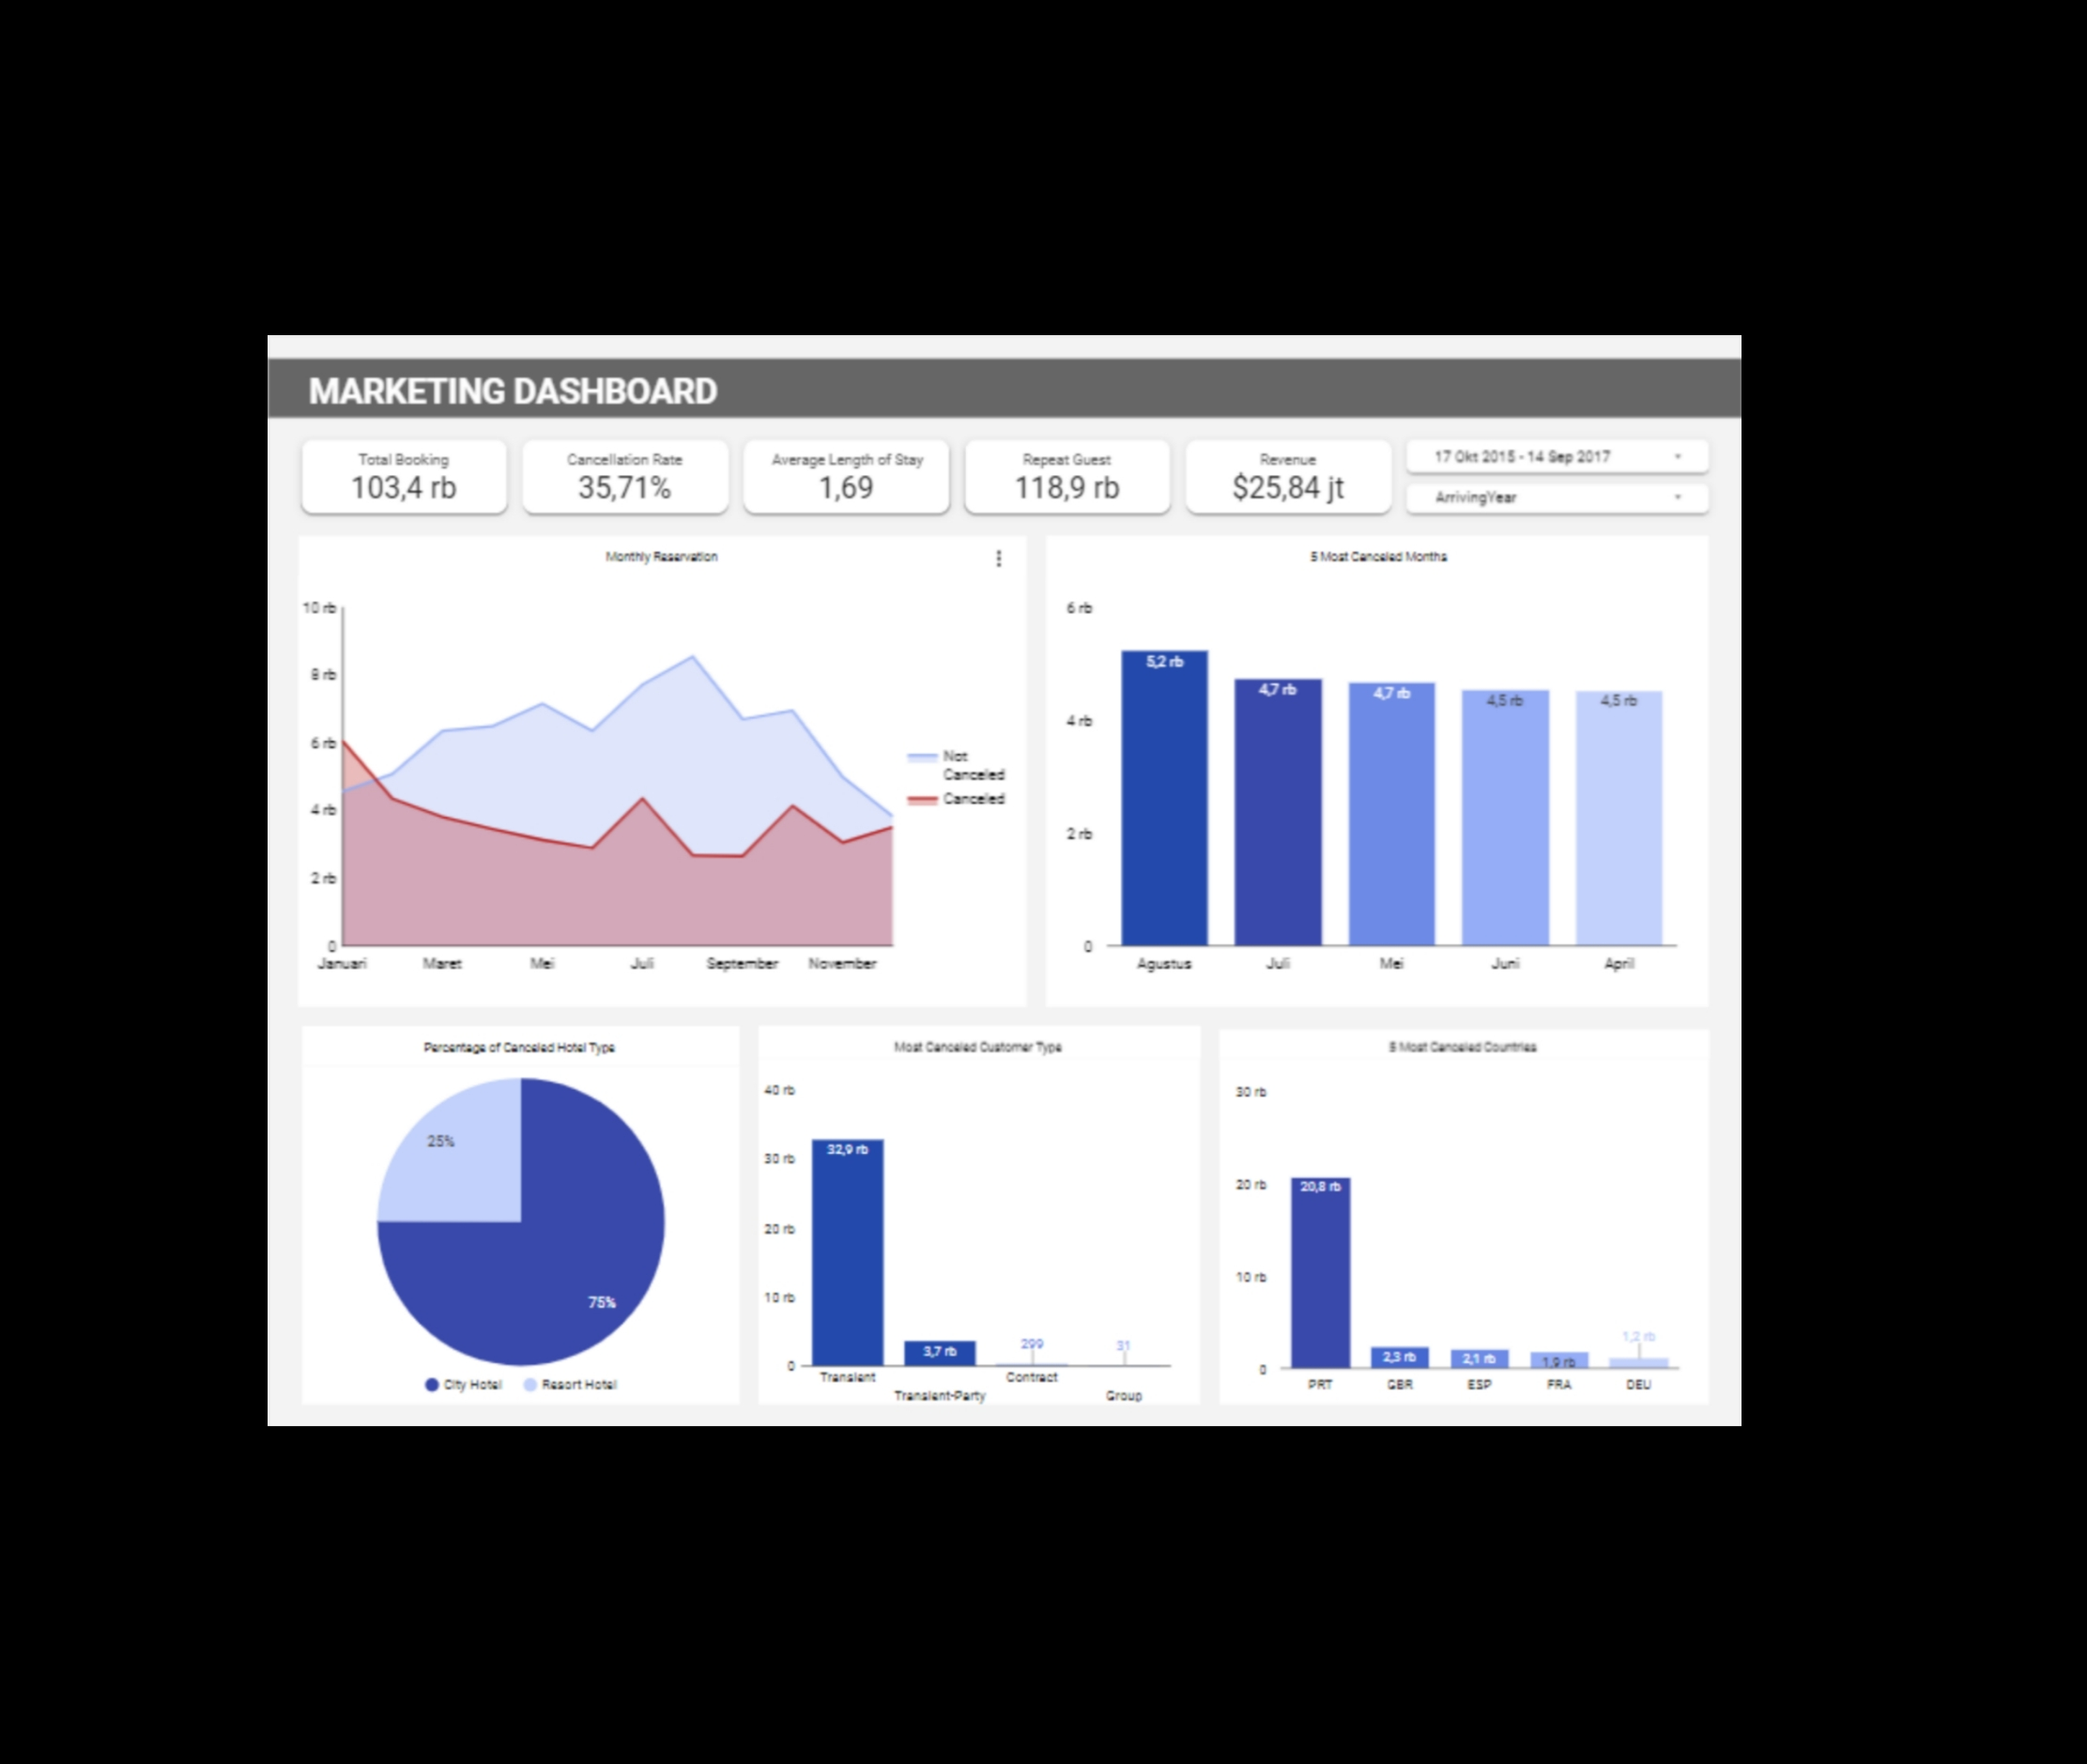 MARKETING DASHBOARD
Total Booking
103,4 rb
Cancellation Rate
35,71%
Average Length of Stay
1,69
Repeat Guest
118,9 rb
Revenue
$25,84 jt
17 Okt 2015 - 14 Sep 2017
ArrivingYear
Monthly Reservation
10 rb
8 rb
6 rb
4 rb
2 rb
0
Januari
Maret
Mei
Juli
September
November
Not
Canceled
Canceled
5 Most Canceled Months
6 rb
4 rb
2 rb
0
5,2 rb
4,7 rb
4,7 rb
4,5 rb
4,5 rb
Agustus
Juli
Mei
Juni
April
Percentage of Canceled Hotel Type
25%
75%
City Hotel
Resort Hotel
Most Canceled Customer Type
40 rb
30 rb
20 rb
10 rb
0
32,9 rb
3,7 rb
299
31
Transient
Transient-Party
Contract
Group
5 Most Canceled Countries
30 rb
20 rb
10 rb
0
20,8 rb
2,3 rb
2,1 rb
1,9 rb
1,2 rb
PRT
GBR
ESP
FRA
DEU